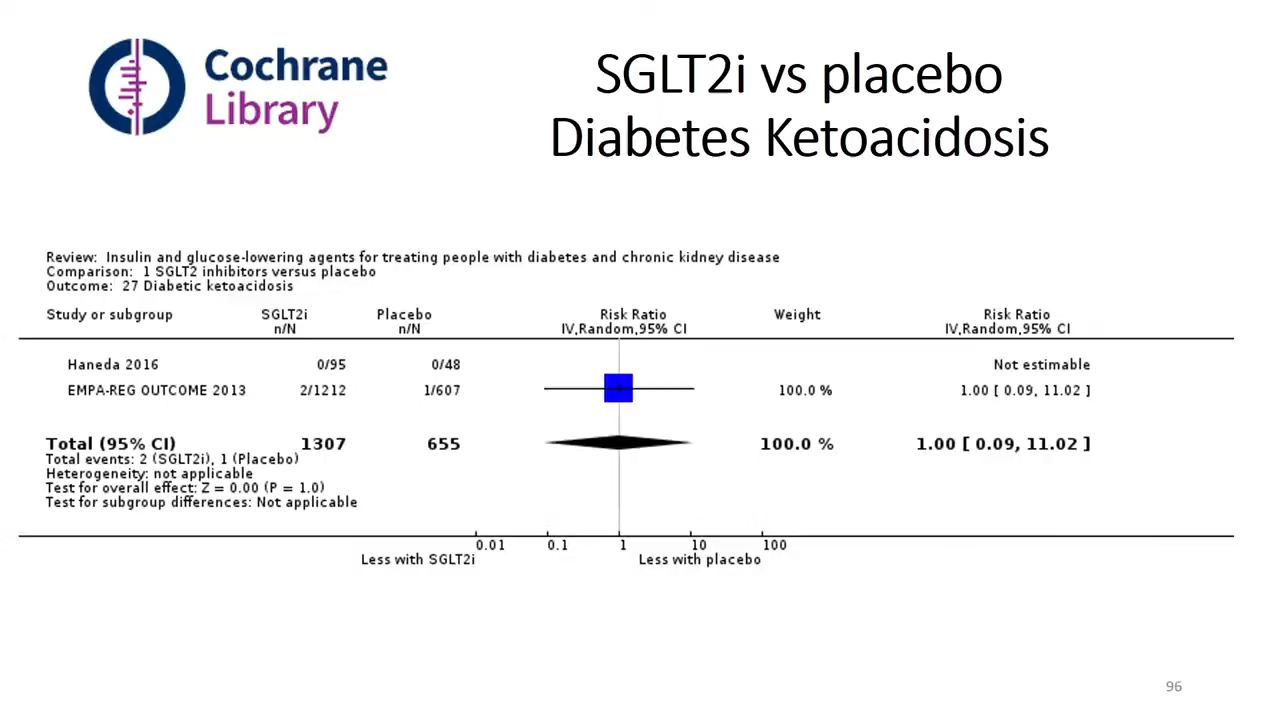 Cochrane
Library
SGLT2i vs placebo
Diabetes Ketoacidosis
Review: Insulin and glucose-lowering agents for treating people with diabetes and chronic kidney disease
Comparison: 1 SGLT2 inhibitors versus placebo
Outcome: 27 Diabetic ketoacidosis
Study or subgroup SGLT2i Placebo Risk Ratio Weight Risk Ratio
n/N n/N IV,Random,95% CI IV,Random,95% CI
Haneda 2016 0/95 0/48 Not estimable
EMPA-REG OUTCOME 2013 2/1212 1/607 100.0 % 1.00 [ 0.09, 11.02 ]
Total (95% CI) 1307 655 100.0 % 1.00 [ 0.09, 11.02 ]
Total events: 2 (SGLT2i), 1 (Placebo)
Heterogeneity: not applicable
Test for overall effect: Z = 0.00 (P = 1.0)
Test for subgroup differences: Not applicable
0.01 0.1 1 10 100
Less with SGLT2i Less with placebo
96